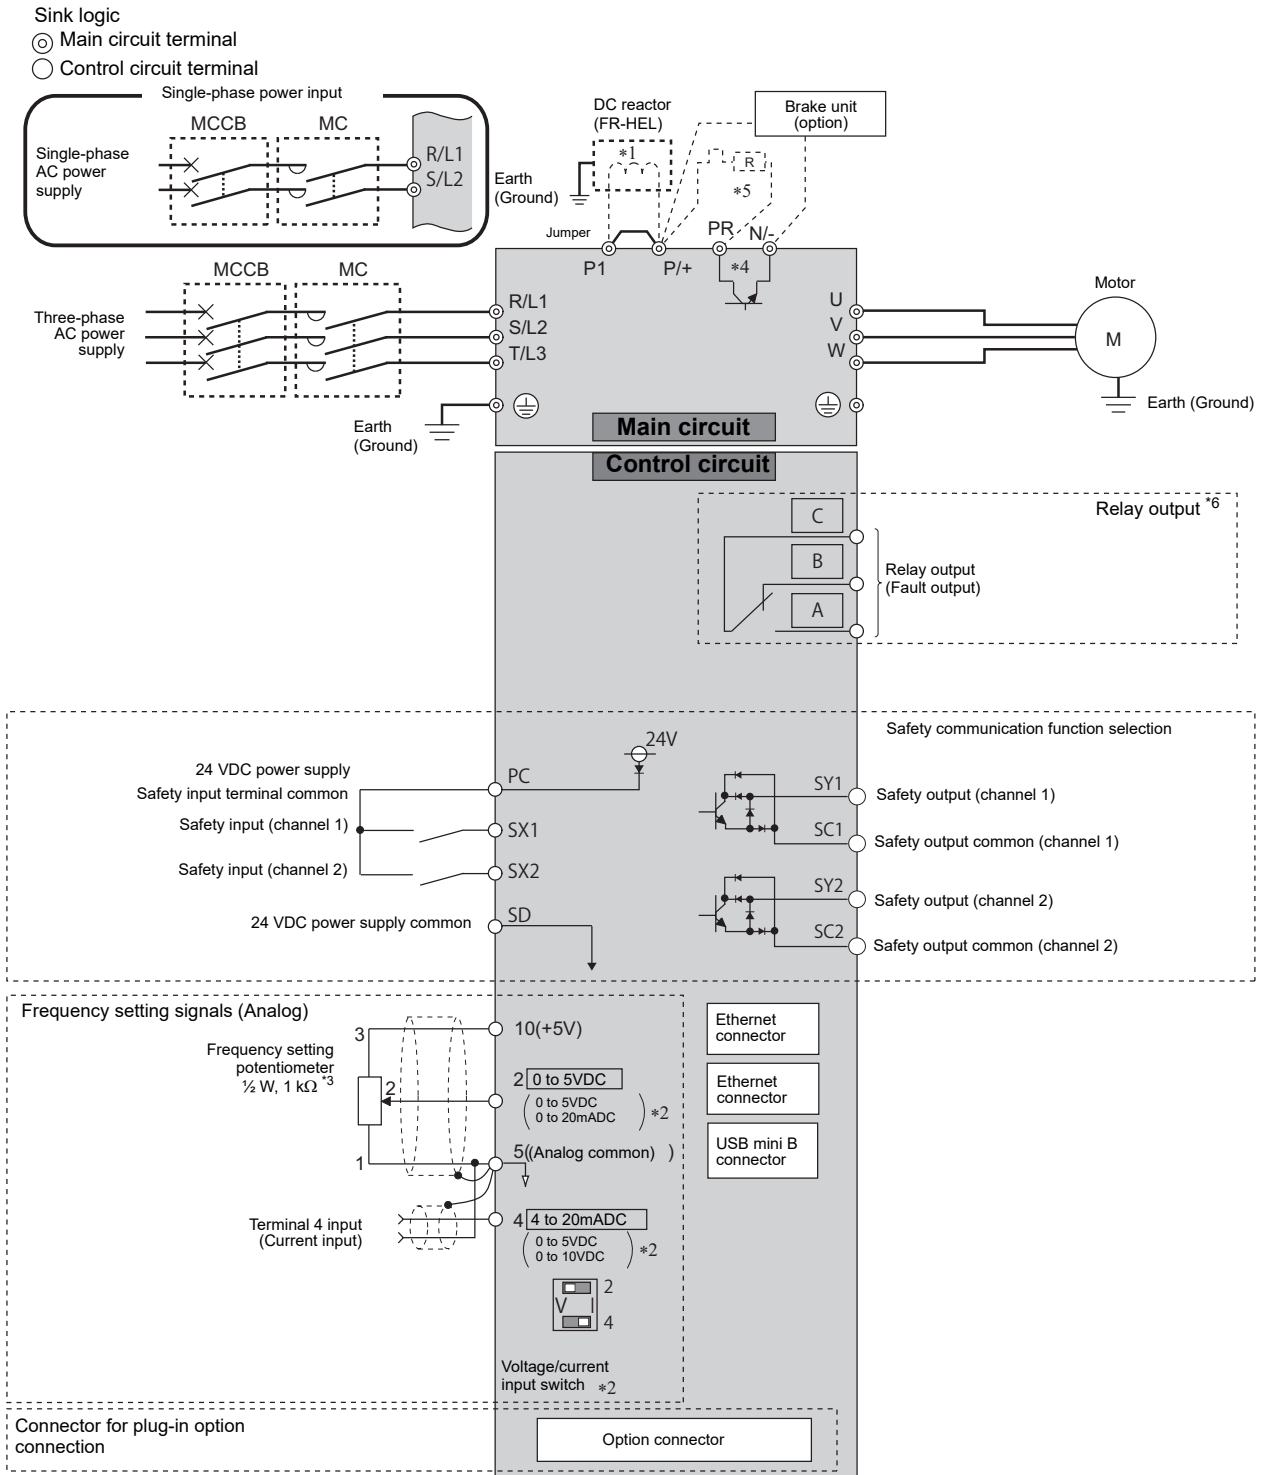 Sink logic
Main circuit terminal
Control circuit terminal
Single-phase power input
MCCB
MC
Single-phase
AC power
supply
R/L1
S/L2
Earth
(Ground)
DC reactor
(FR-HEL)
*1
Brake unit
(option)
R
*5
Jumper
P1
P/+
PR
N/-
*4
MCCB
MC
Three-phase
AC power
supply
R/L1
S/L2
T/L3
Earth
(Ground)
U
V
W
Motor
M
Earth (Ground)
Main circuit
Control circuit
Relay output *6
C
B
A
Relay output
(Fault output)
Safety communication function selection
24V
24 VDC power supply
Safety input terminal common
PC
Safety input (channel 1)
SX1
Safety input (channel 2)
SX2
24 VDC power supply common
SD
SY1
Safety output (channel 1)
SC1
Safety output common (channel 1)
SY2
Safety output (channel 2)
SC2
Safety output common (channel 2)
Frequency setting signals (Analog)
Frequency setting
potentiometer
½ W, 1 kΩ *3
3
2
1
10(+5V)
2 0 to 5VDC
( 0 to 5VDC
0 to 20mADC ) *2
5((Analog common) )
Terminal 4 input
(Current input)
4 4 to 20mADC
( 0 to 5VDC
0 to 10VDC ) *2
2
V I
4
Voltage/current
input switch *2
Ethernet
connector
Ethernet
connector
USB mini B
connector
Connector for plug-in option
connection
Option connector